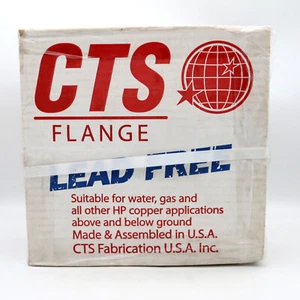 CTS
FLANGE
LEAD FREE
Suitable for water, gas and
all other HP copper applications
above and below ground
Made & Assembled in U.S.A.
CTS Fabrication U.S.A. Inc.